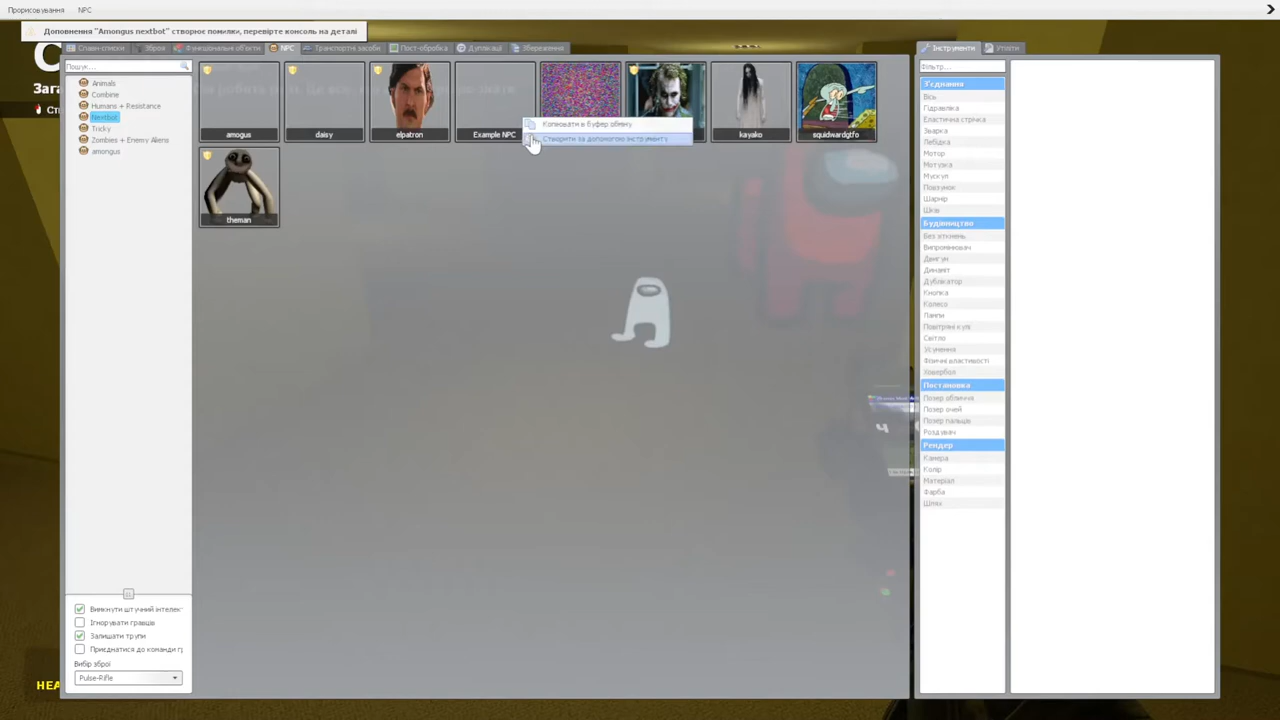 Прорисовування
NPC
Доповнення "Amongus nextbot" створює помилки, перевірте консоль на деталі
Спавн-списки
Зброя
Функціональні об'єкти
NPC
Транспортні засоби
Пост-обробка
Дуплікації
Збереження
Інструменти
Утиліти
Пошук...
Animals
Combine
Humans + Resistance
Nextbot
Tricky
Zombies + Enemy Aliens
amongus
amogus
daisy
elpatron
Example NPC
kayako
squidwardgtfo
theman
Копіювати в буфер обміну
Створити за допомогою інструменту
Фільтр...
З'єднання
Вісь
Гідравліка
Еластична стрічка
Зварка
Лебідка
Мотор
Мотузка
Мускул
Повзунок
Шарнір
Шків
Будівництво
Без зіткнень
Випромінювач
Двигун
Динаміт
Дублікатор
Кнопка
Колесо
Лампи
Повітряні кулі
Світло
Усунення
Фізичні властивості
Ховербол
Постановка
Позер обличчя
Позер очей
Позер пальців
Роздувач
Рендер
Камера
Колір
Матеріал
Фарба
Шлях
Вимкнути штучний інтелек
Ігнорувати гравців
Залишати трупи
Приєднатися до команди г
Вибір зброї
Pulse-Rifle
HEA